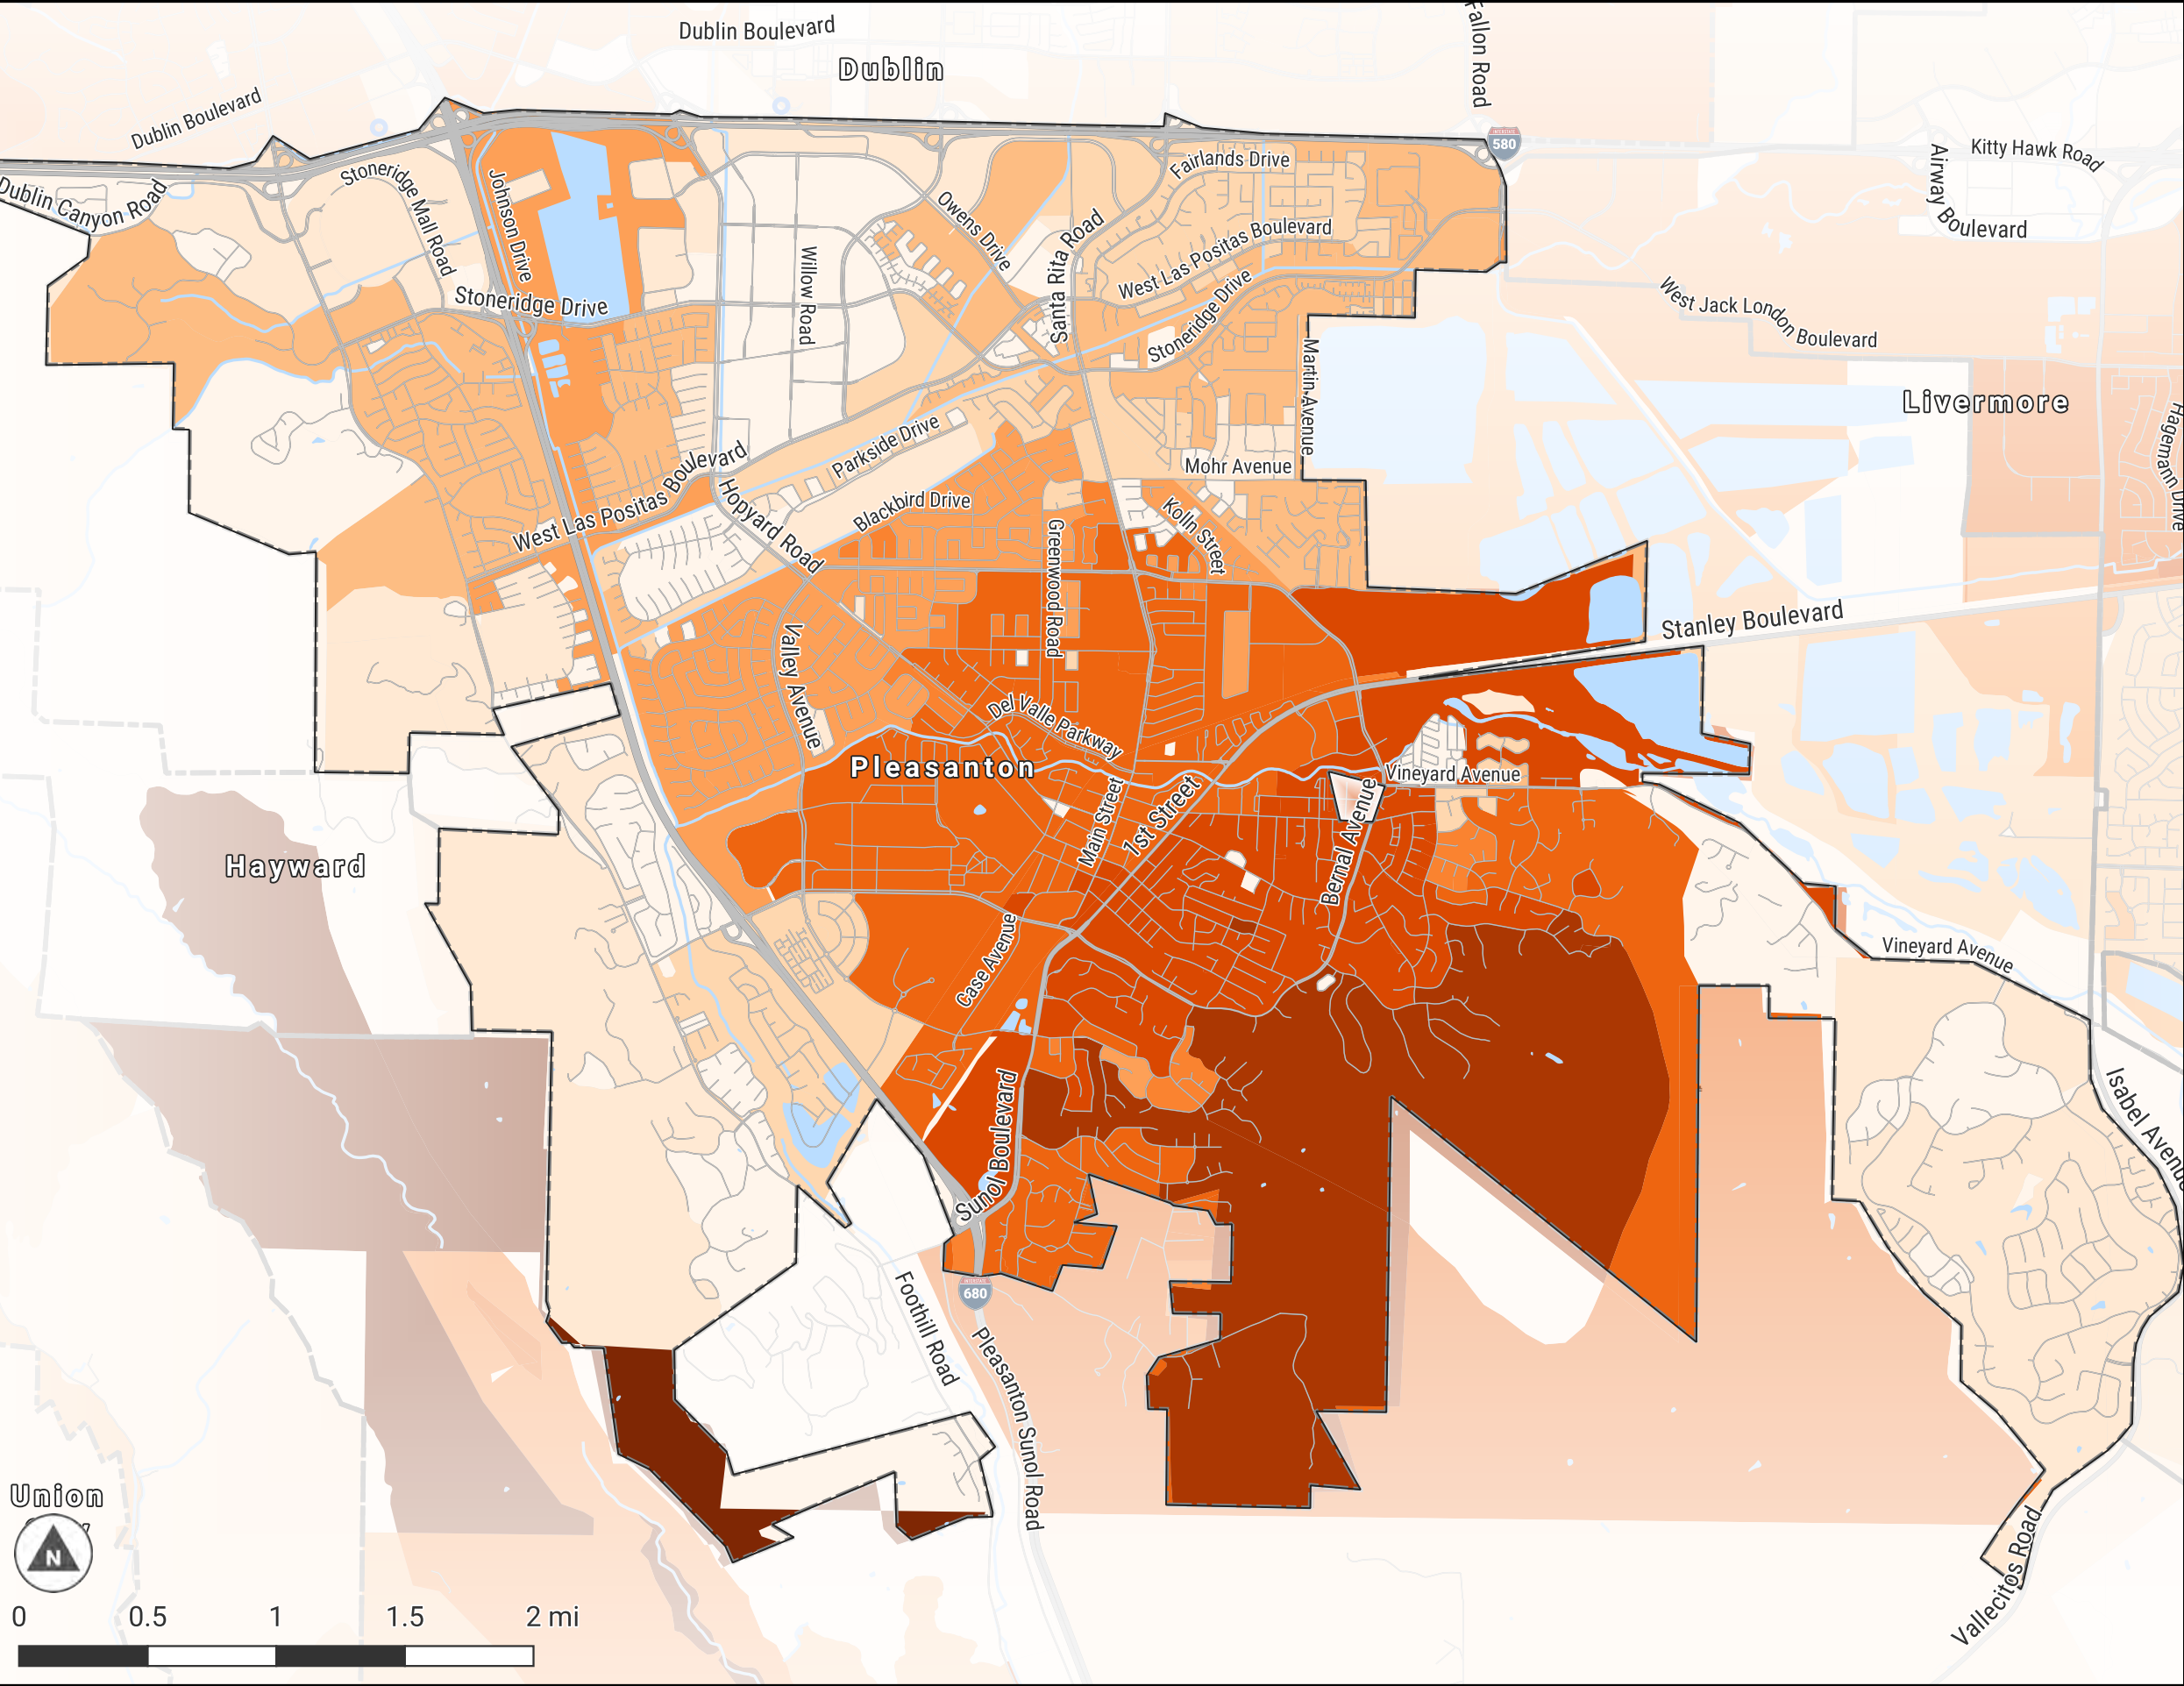 Dublin Boulevard
Dublin
Fallon Road
Dublin Boulevard
580
Kitty Hawk Road
Airway Boulevard
Dublin Canyon Road
Stoneridge Mall Road
Johnson Drive
Fairlands Drive
Owens Drive
Santa Rita Road
West Las Positas Boulevard
Willow Road
Stoneridge Drive
Stoneridge Drive
West Jack London Boulevard
Martin Avenue
Livermore
Hagemann Drive
Parkside Drive
Mohr Avenue
West Las Positas Boulevard
Hopyard Road
Blackbird Drive
Kolln Street
Greenwood Road
Stanley Boulevard
Valley Avenue
Del Valle Parkway
Pleasanton
Vineyard Avenue
Main Street
1st Street
Bernal Avenue
Hayward
Case Avenue
Vineyard Avenue
Isabel Avenue
Sunol Boulevard
680
Foothill Road
Pleasanton Sunol Road
Union
N
Vallecitos Road
0 0.5 1 1.5 2 mi